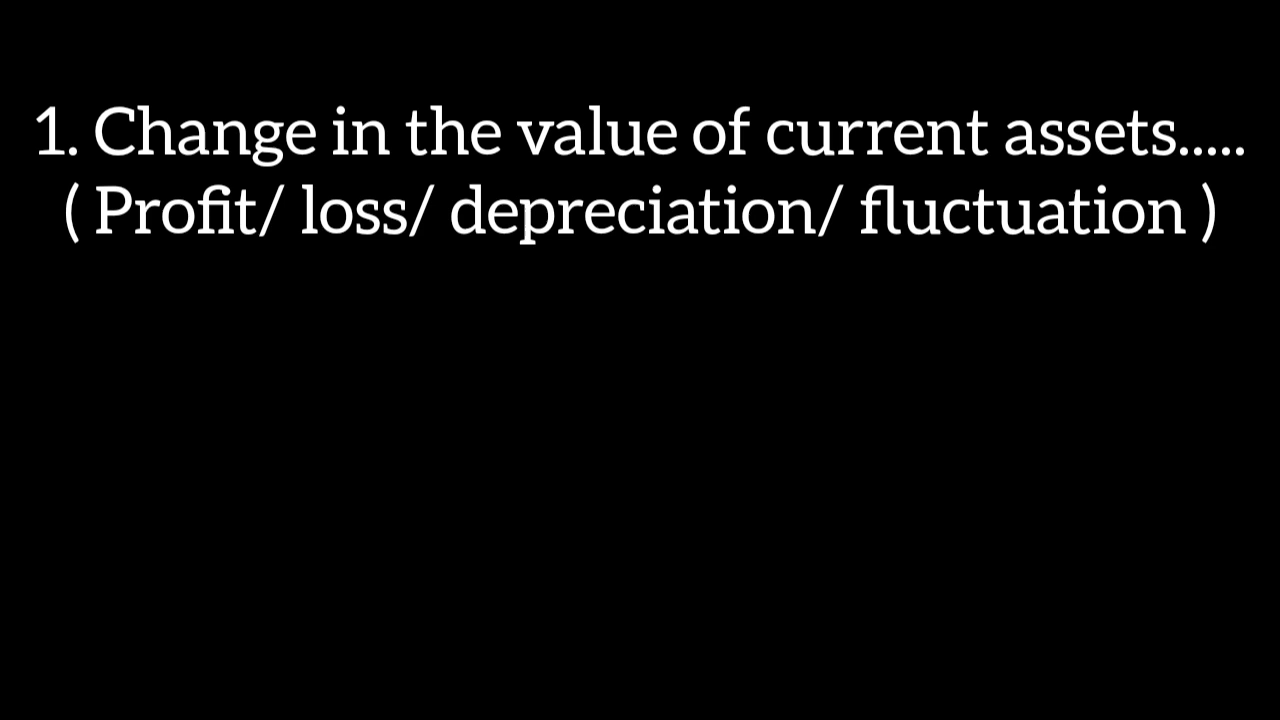 1. Change in the value of current assets.....
( Profit/ loss/ depreciation/ fluctuation )